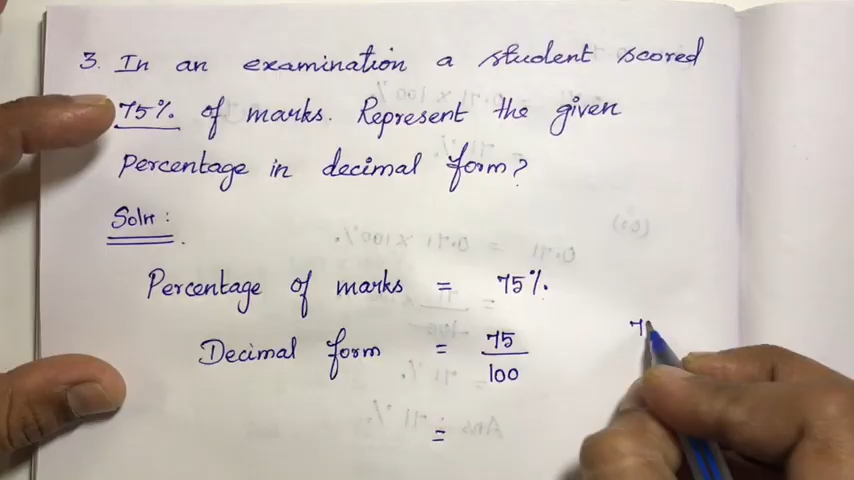 3. In an examination a student scored
75% of marks. Represent the given
Percentage in decimal form?
Soln:
Percentage of marks = 75%.
Decimal form = 75
100
=
7